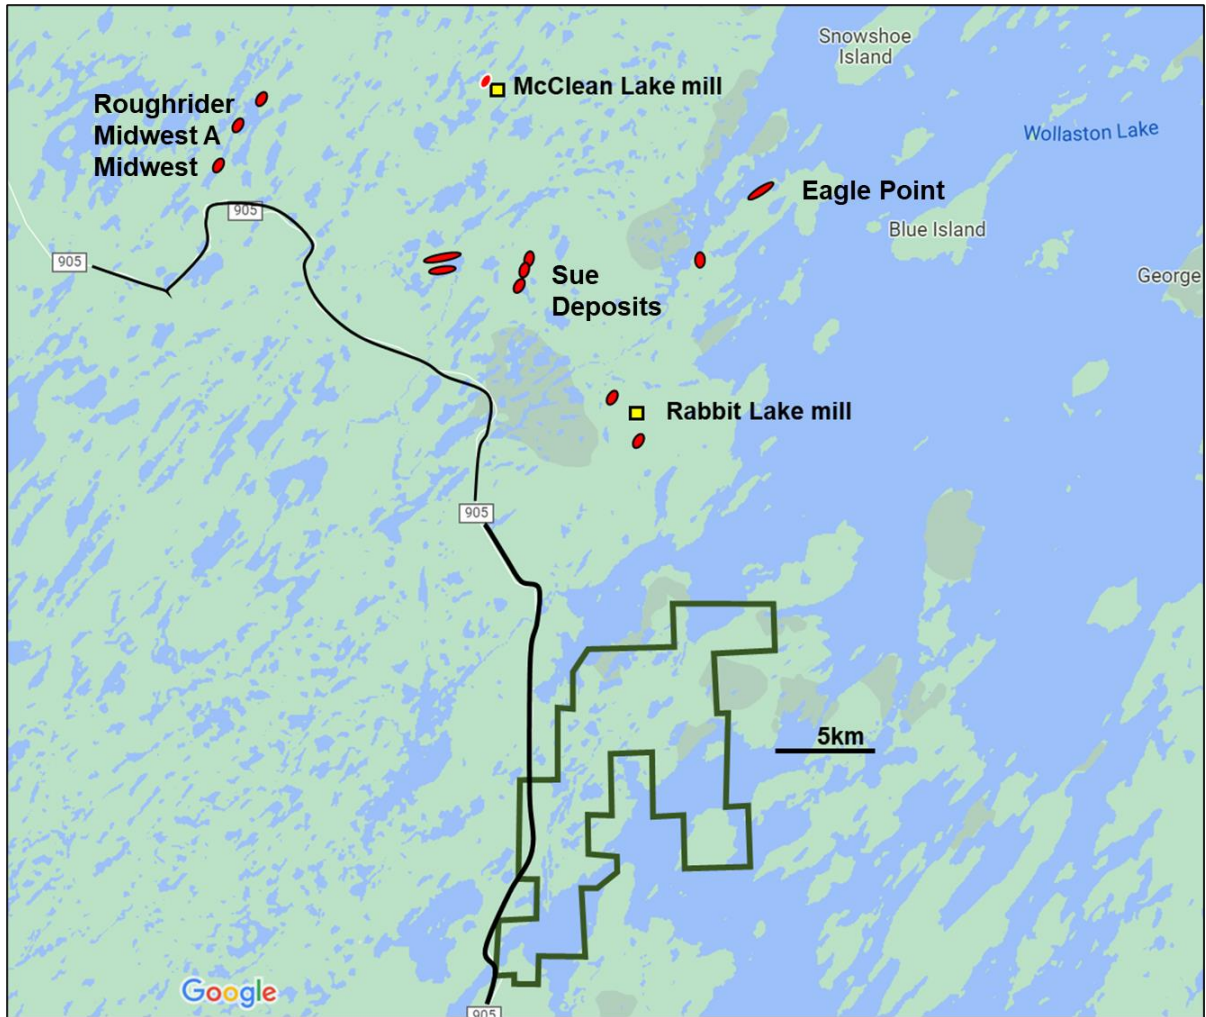 Snowshoe
Island
McClean Lake mill
Roughrider
Midwest A
Midwest
Wollaston Lake
Eagle Point
905
Blue Island
905
Sue
Deposits
George
Rabbit Lake mill
905
5km
Google
905